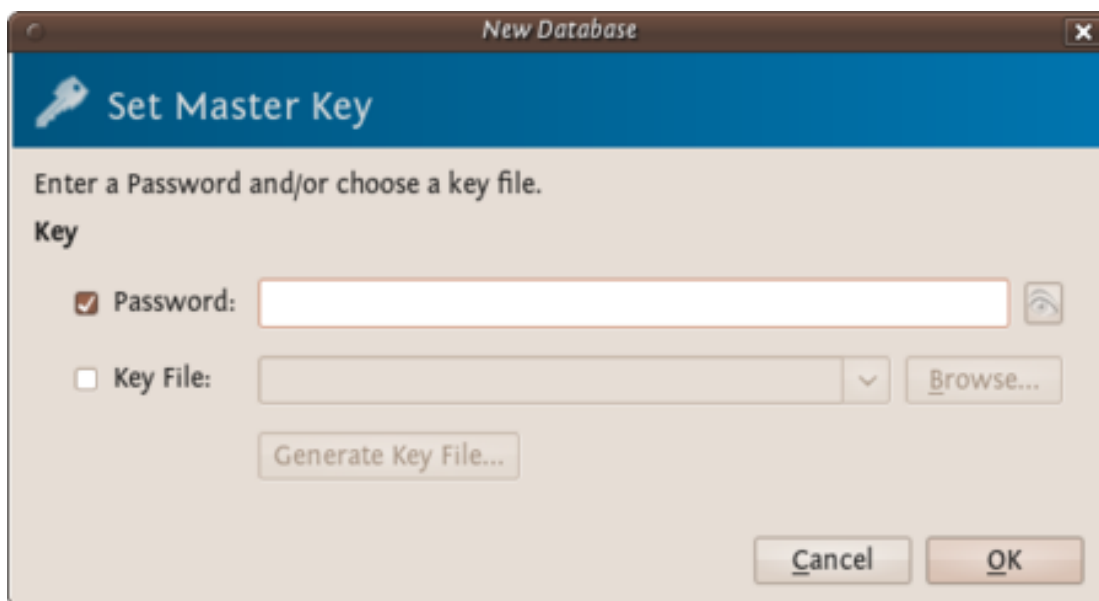 New Database
Set Master Key
Enter a Password and/or choose a key file.
Key
Password:
Key File:
Browse...
Generate Key File...
Cancel
OK